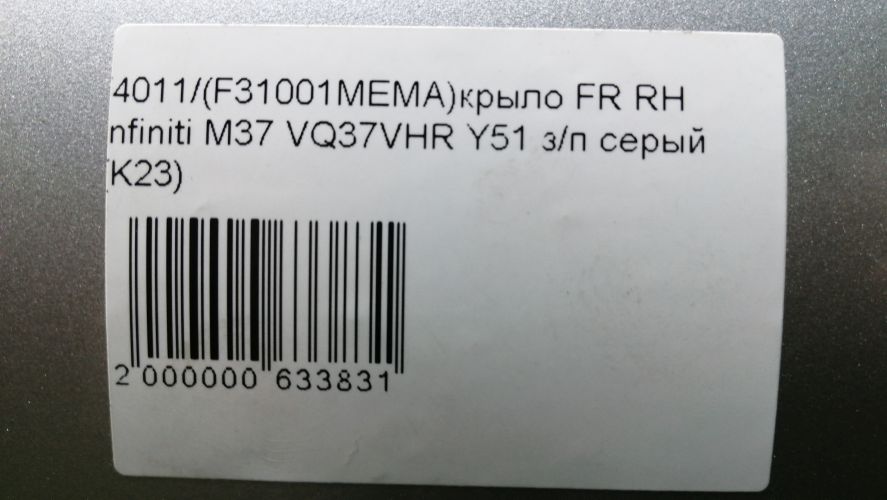 4011/(F31001MEMA)крыло FR RH
nfiniti M37 VQ37VHR Y51 з/п серый
(K23)
2 000000 633831